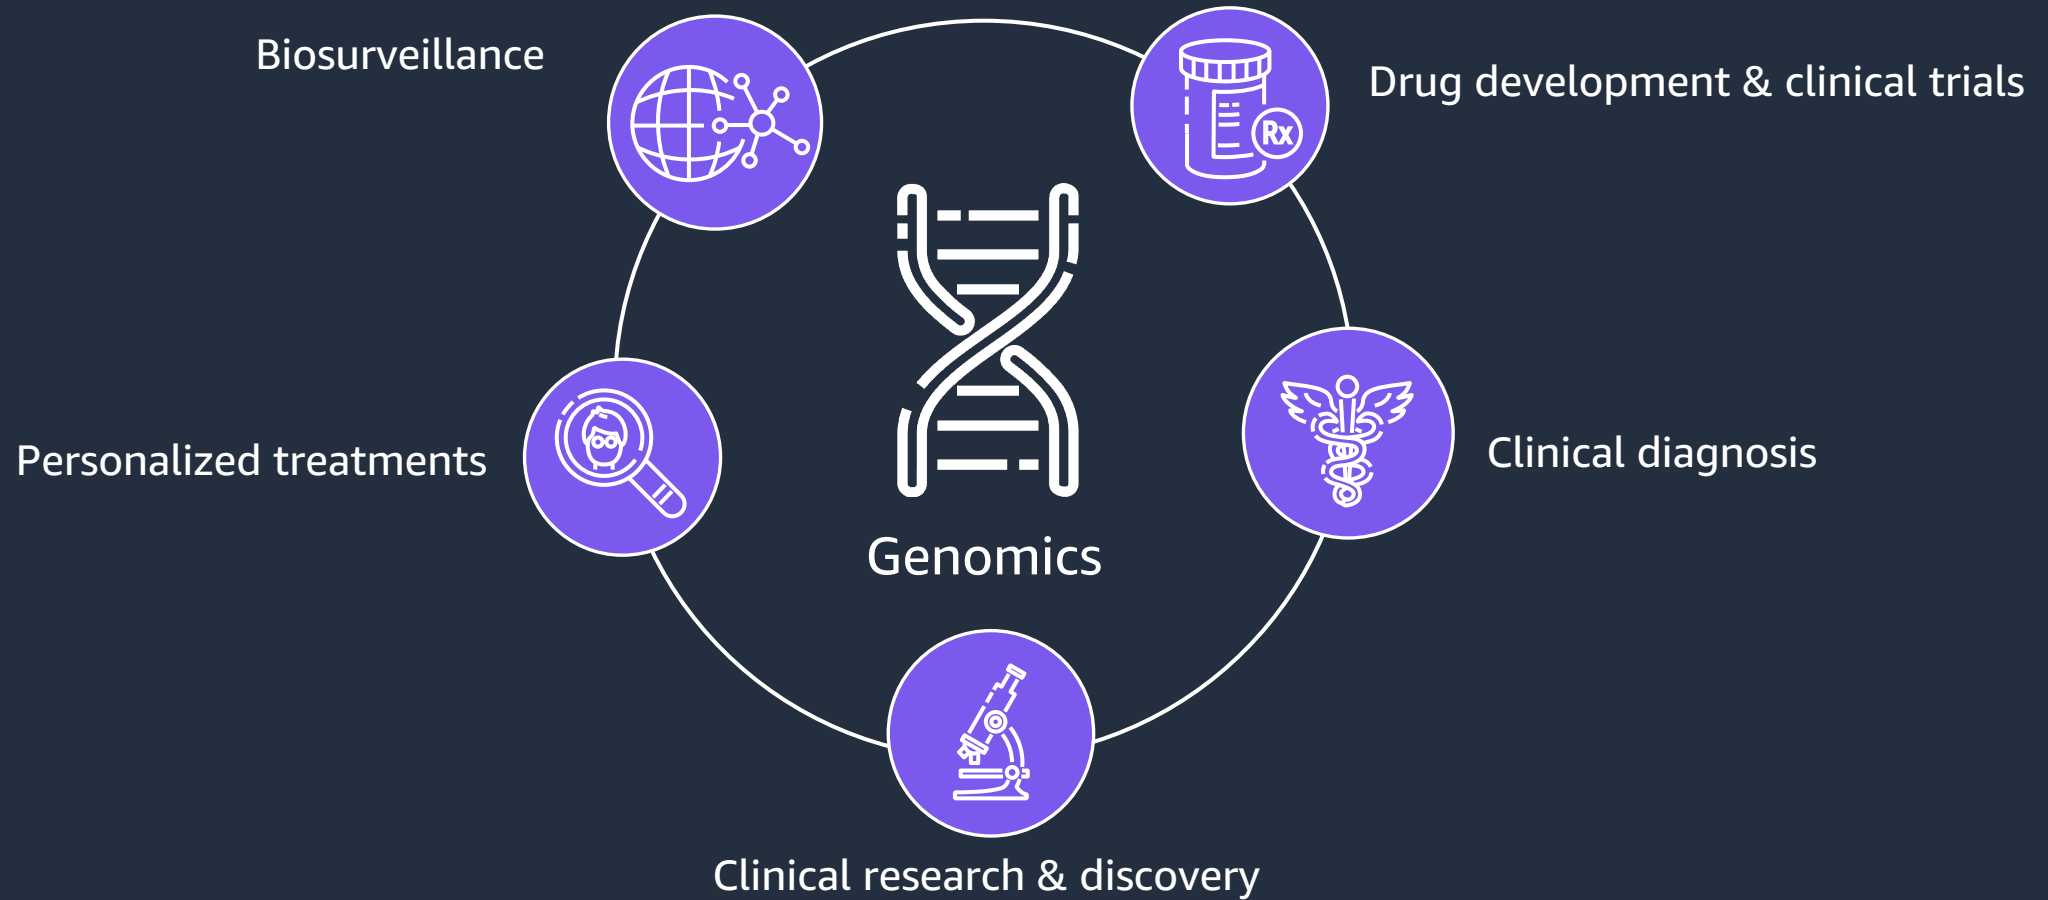 Biosurveillance
Drug development & clinical trials
Rx
Personalized treatments
Clinical diagnosis
Genomics
Clinical research & discovery